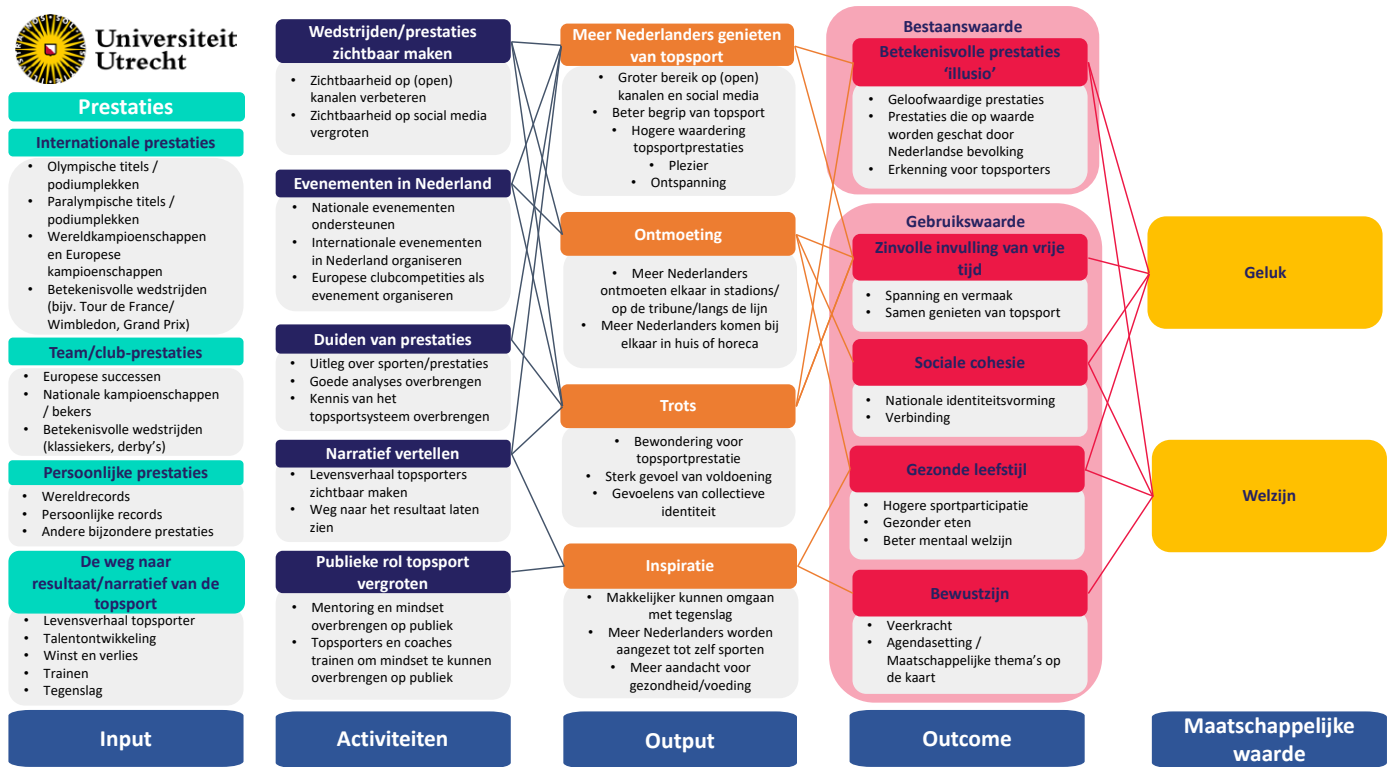 Universiteit
Utrecht
Prestaties
Internationale prestaties
• Olympische titels /
podiumplekken
• Paralympische titels /
podiumplekken
• Wereldkampioenschappen
en Europese
kampioenschappen
• Betekenisvolle wedstrijden
(bijv. Tour de France/
Wimbledon, Grand Prix)
Team/club-prestaties
• Europese successen
• Nationale kampioenschappen
/ bekers
• Betekenisvolle wedstrijden
(klassiekers, derby's)
Persoonlijke prestaties
• Wereldrecords
• Persoonlijke records
• Andere bijzondere prestaties
De weg naar
resultaat/narratief van de
topsport
• Levensverhaal topsporter
• Talentontwikkeling
• Winst en verlies
• Trainen
• Tegenslag
Input
Wedstrijden/prestaties
zichtbaar maken
• Zichtbaarheid op (open)
kanalen verbeteren
• Zichtbaarheid op social media
vergroten
Evenementen in Nederland
• Nationale evenementen
ondersteunen
• Internationale evenementen
in Nederland organiseren
• Europese clubcompetities als
evenement organiseren
Duiden van prestaties
• Uitleg over sporten/prestaties
• Goede analyses overbrengen
• Kennis van het
topsportsysteem overbrengen
Narratief vertellen
• Levensverhaal topsporters
zichtbaar maken
• Weg naar het resultaat laten
zien
Publieke rol topsport
vergroten
• Mentoring en mindset
overbrengen op publiek
• Topsporters en coaches
trainen om mindset te kunnen
overbrengen op publiek
Activiteiten
Meer Nederlanders genieten
van topsport
• Groter bereik op (open)
kanalen en social media
• Beter begrip van topsport
• Hogere waardering
topsportprestaties
• Plezier
• Ontspanning
Ontmoeting
• Meer Nederlanders
ontmoeten elkaar in stadions/
op de tribune/langs de lijn
• Meer Nederlanders komen bij
elkaar in huis of horeca
Trots
• Bewondering voor
topsportprestatie
• Sterk gevoel van voldoening
• Gevoelens van collectieve
identiteit
Inspiratie
• Makkelijker kunnen omgaan
met tegenslag
• Meer Nederlanders worden
aangezet tot zelf sporten
• Meer aandacht voor
gezondheid/voeding
Output
Bestaanswaarde
Betekenisvolle prestaties
‘illusio’
• Geloofwaardige prestaties
• Prestaties die op waarde
worden geschat door
Nederlandse bevolking
• Erkenning voor topsporters
Gebruikswaarde
Zinvolle invulling van vrije
tijd
• Spanning en vermaak
• Samen genieten van topsport
Sociale cohesie
• Nationale identiteitsvorming
• Verbinding
Gezonde leefstijl
• Hogere sportparticipatie
• Gezonder eten
• Beter mentaal welzijn
Bewustzijn
• Veerkracht
• Agendasetting /
Maatschappelijke thema's op
de kaart
Outcome
Geluk
Welzijn
Maatschappelijke
waarde